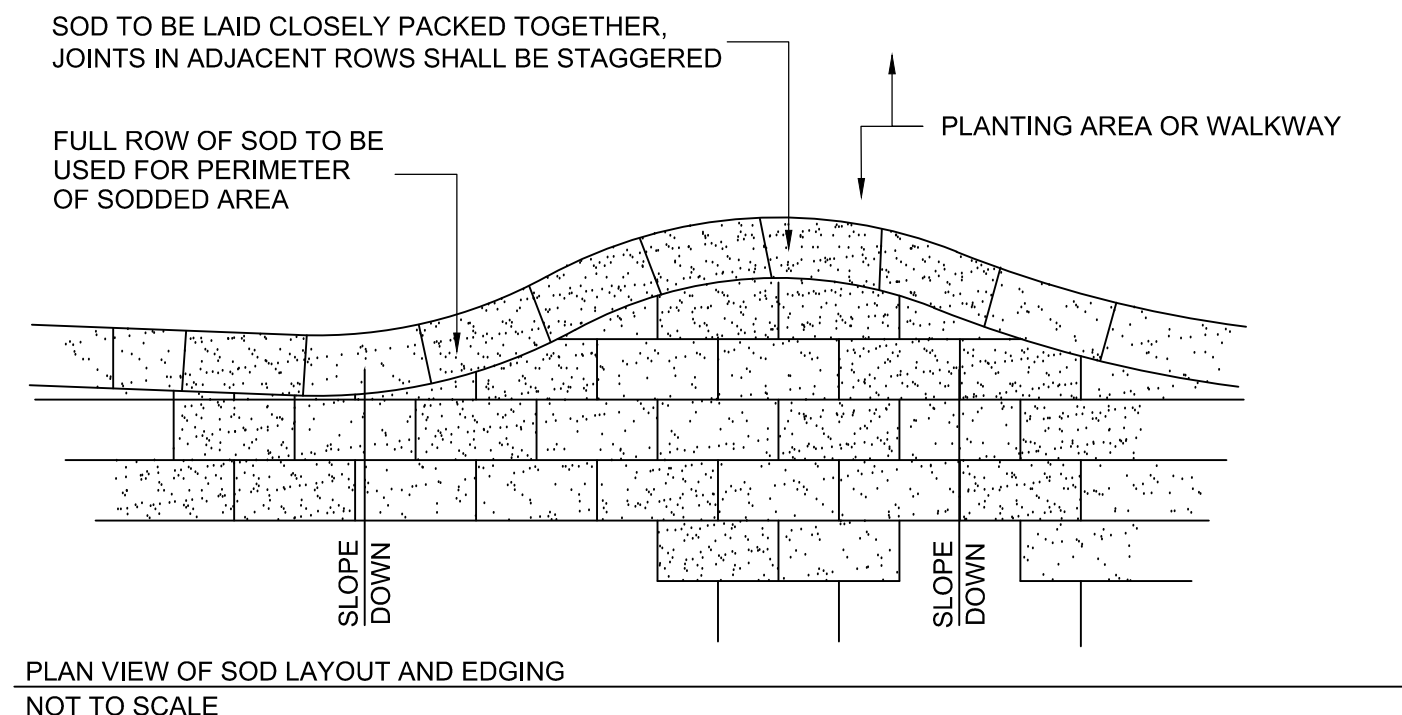 SOD TO BE LAID CLOSELY PACKED TOGETHER,
JOINTS IN ADJACENT ROWS SHALL BE STAGGERED
FULL ROW OF SOD TO BE
USED FOR PERIMETER
OF SODDED AREA
PLANTING AREA OR WALKWAY
SLOPE
DOWN
SLOPE
DOWN
PLAN VIEW OF SOD LAYOUT AND EDGING
NOT TO SCALE